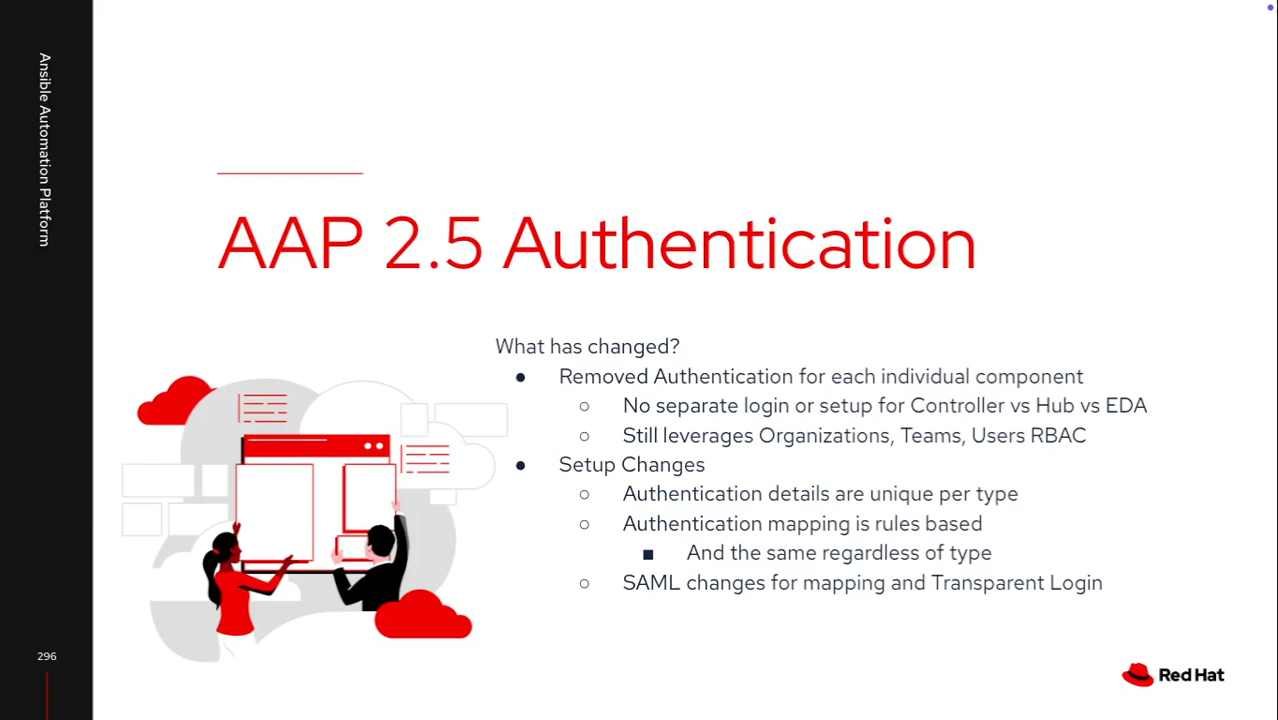 Ansible Automation Platform
AAP 2.5 Authentication
What has changed?
● Removed Authentication for each individual component
○ No separate login or setup for Controller vs Hub vs EDA
○ Still leverages Organizations, Teams, Users RBAC
● Setup Changes
○ Authentication details are unique per type
○ Authentication mapping is rules based
■ And the same regardless of type
○ SAML changes for mapping and Transparent Login
296
Red Hat